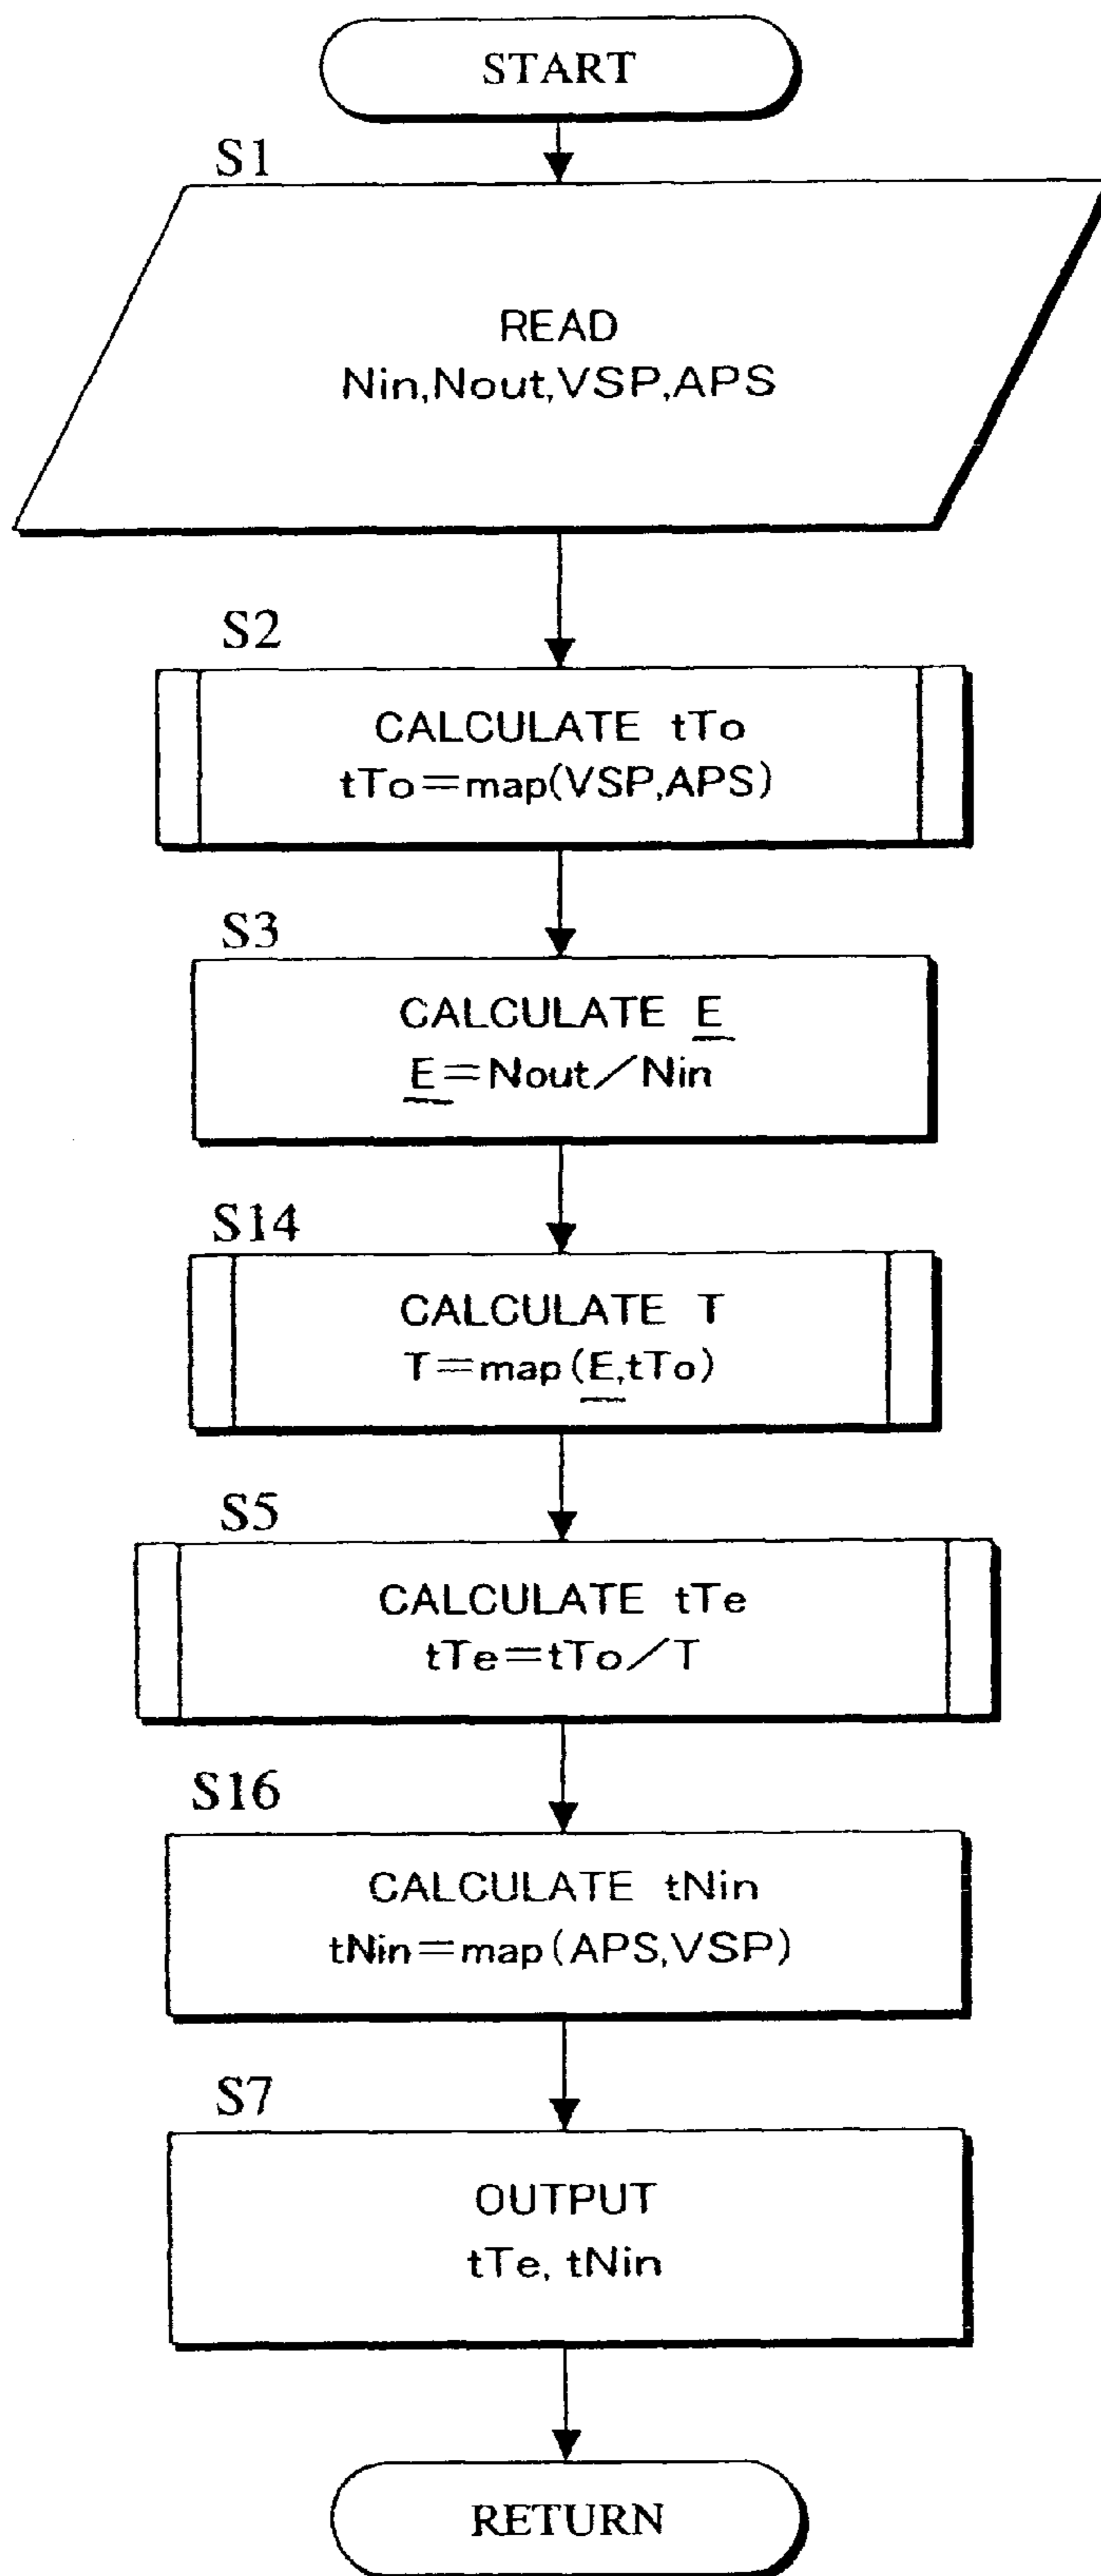 START
S1
READ
Nin,Nout,VSP,APS
S2
CALCULATE tTo
tTo=map(VSP,APS)
S3
CALCULATE E
E=Nout/Nin
S14
CALCULATE T
T=map(E,tTo)
S5
CALCULATE tTe
tTe=tTo/T
S16
CALCULATE tNin
tNin=map(APS,VSP)
S7
OUTPUT
tTe, tNin
RETURN